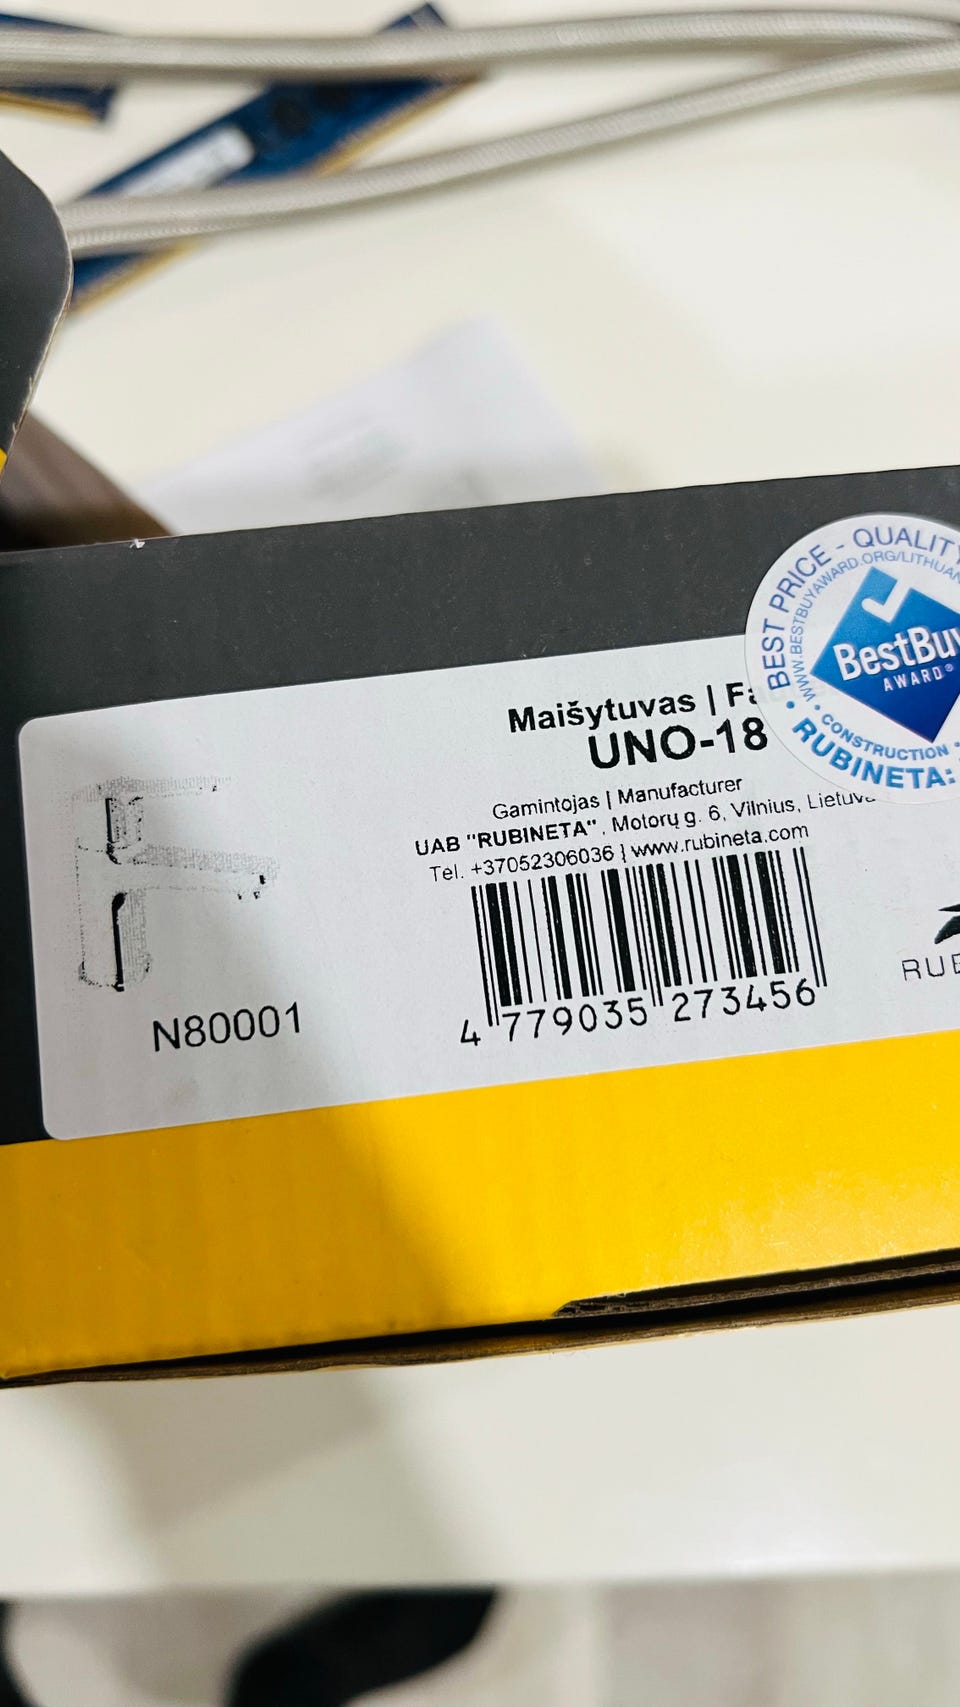 BEST PRICE - QUALITY
WWW.BESTBUYAWARD.ORG/LITHUAN
BestBuy
AWARD®
• CONSTRUCTION •
• RUBINETA:
Maišytuvas | Fa
UNO-18
Gamintojas | Manufacturer
UAB "RUBINETA", Motorų g. 6, Vilnius, Lietuva
Tel. +37052306036 | www.rubineta.com
4 779035 273456
N80001
RUB